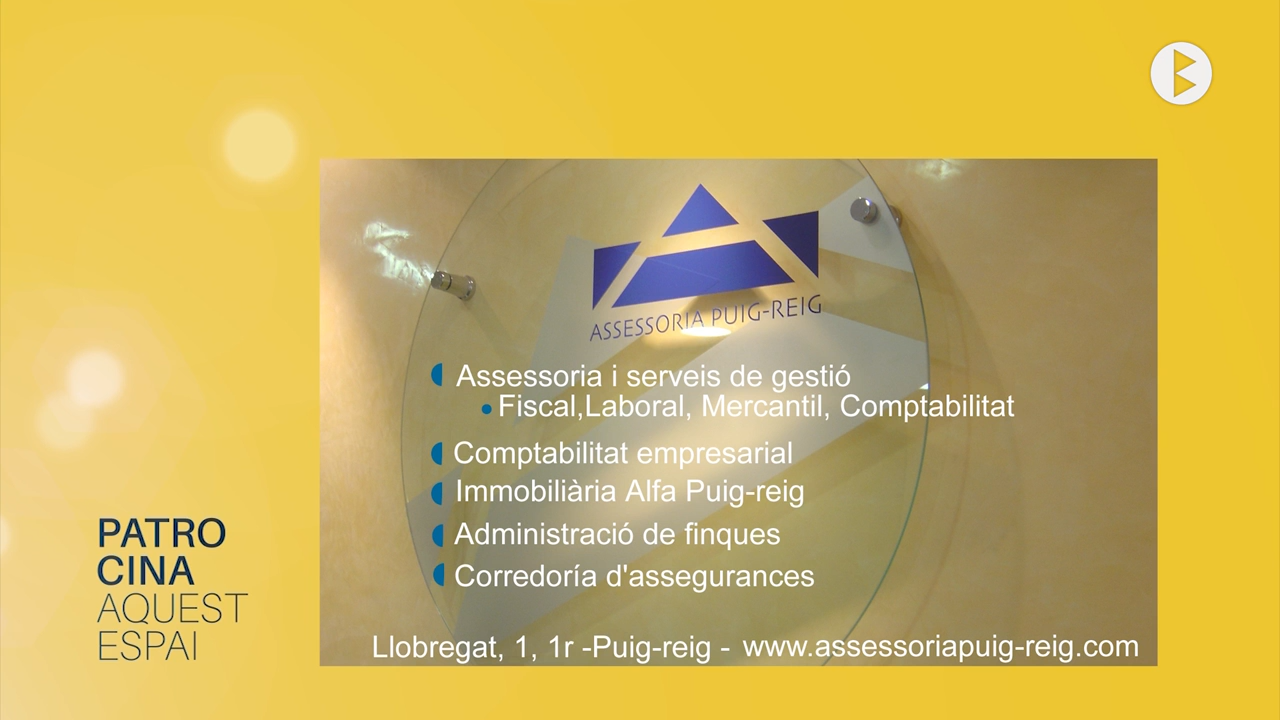 ASSESSORIA PUIG-REIG
Assessoria i serveis de gestió
Fiscal,Laboral, Mercantil, Comptabilitat
Comptabilitat empresarial
Immobiliària Alfa Puig-reig
Administració de finques
Corredoría d'assegurances
Llobregat, 1, 1r -Puig-reig - www.assessoriapuig-reig.com
PATRO
CINA
AQUEST
ESPAI